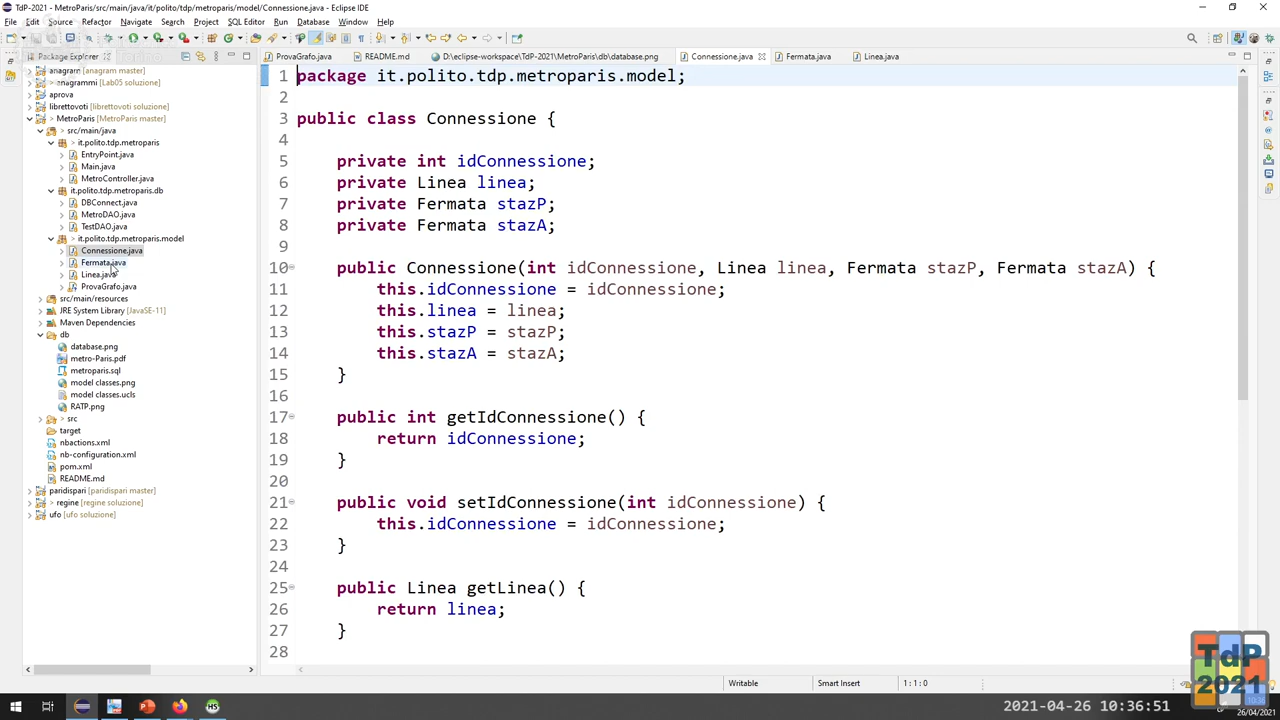 TdP-2021 - MetroParis/src/main/java/it/polito/tdp/metroparis/model/Connessione.java - Eclipse IDE
File Edit Source Refactor Navigate Search Project SQL Editor Run Database Window Help
Package Explorer
anagram [anagram master]
> anagrammi [Lab05 soluzione]
aprova
librettovoti [librettovoti soluzione]
> MetroParis [MetroParis master]
> src/main/java
> it.polito.tdp.metroparis
EntryPoint.java
Main.java
MetroController.java
> it.polito.tdp.metroparis.db
DBConnect.java
MetroDAO.java
TestDAO.java
> it.polito.tdp.metroparis.model
Connessione.java
Fermata.java
Linea.java
ProvaGrafo.java
src/main/resources
JRE System Library [JavaSE-11]
Maven Dependencies
db
database.png
metro-Paris.pdf
metroparis.sql
model classes.png
model classes.ucls
RATP.png
> src
target
nbactions.xml
nb-configuration.xml
pom.xml
README.md
paridispari [paridispari master]
> regine [regine soluzione]
ufo [ufo soluzione]
ProvaGrafo.java README.md D:\eclipse-workspace\TdP-2021\MetroParis\db\database.png Connessione.java Fermata.java Linea.java
1 package it.polito.tdp.metroparis.model;
2
3 public class Connessione {
4
5 private int idConnessione;
6 private Linea linea;
7 private Fermata stazP;
8 private Fermata stazA;
9
10 public Connessione(int idConnessione, Linea linea, Fermata stazP, Fermata stazA) {
11 this.idConnessione = idConnessione;
12 this.linea = linea;
13 this.stazP = stazP;
14 this.stazA = stazA;
15 }
16
17 public int getIdConnessione() {
18 return idConnessione;
19 }
20
21 public void setIdConnessione(int idConnessione) {
22 this.idConnessione = idConnessione;
23 }
24
25 public Linea getLinea() {
26 return linea;
27 }
28
Writable Smart Insert 1 : 1 : 0
TdP
2021
2021-04-26 10:36:51
10:36
26/04/2021